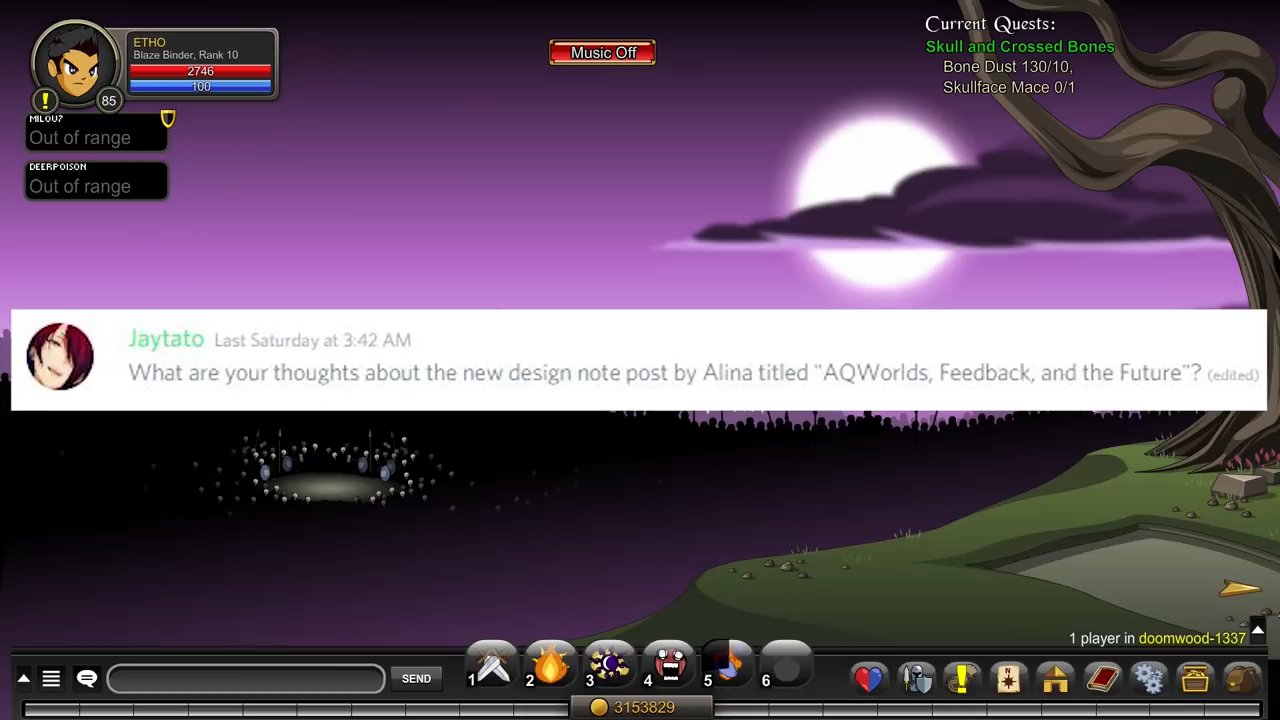 ETHO
Blaze Binder, Rank 10
2746
100
!
85
MILOU7
Out of range
DEERPOISON
Out of range
Music Off
Current Quests:
Skull and Crossed Bones
Bone Dust 130/10,
Skullface Mace 0/1
Jaytato Last Saturday at 3:42 AM
What are your thoughts about the new design note post by Alina titled "AQWorlds, Feedback, and the Future"? (edited)
1 player in doomwood-1337
SEND
1 2 3 4 5 6
3153829